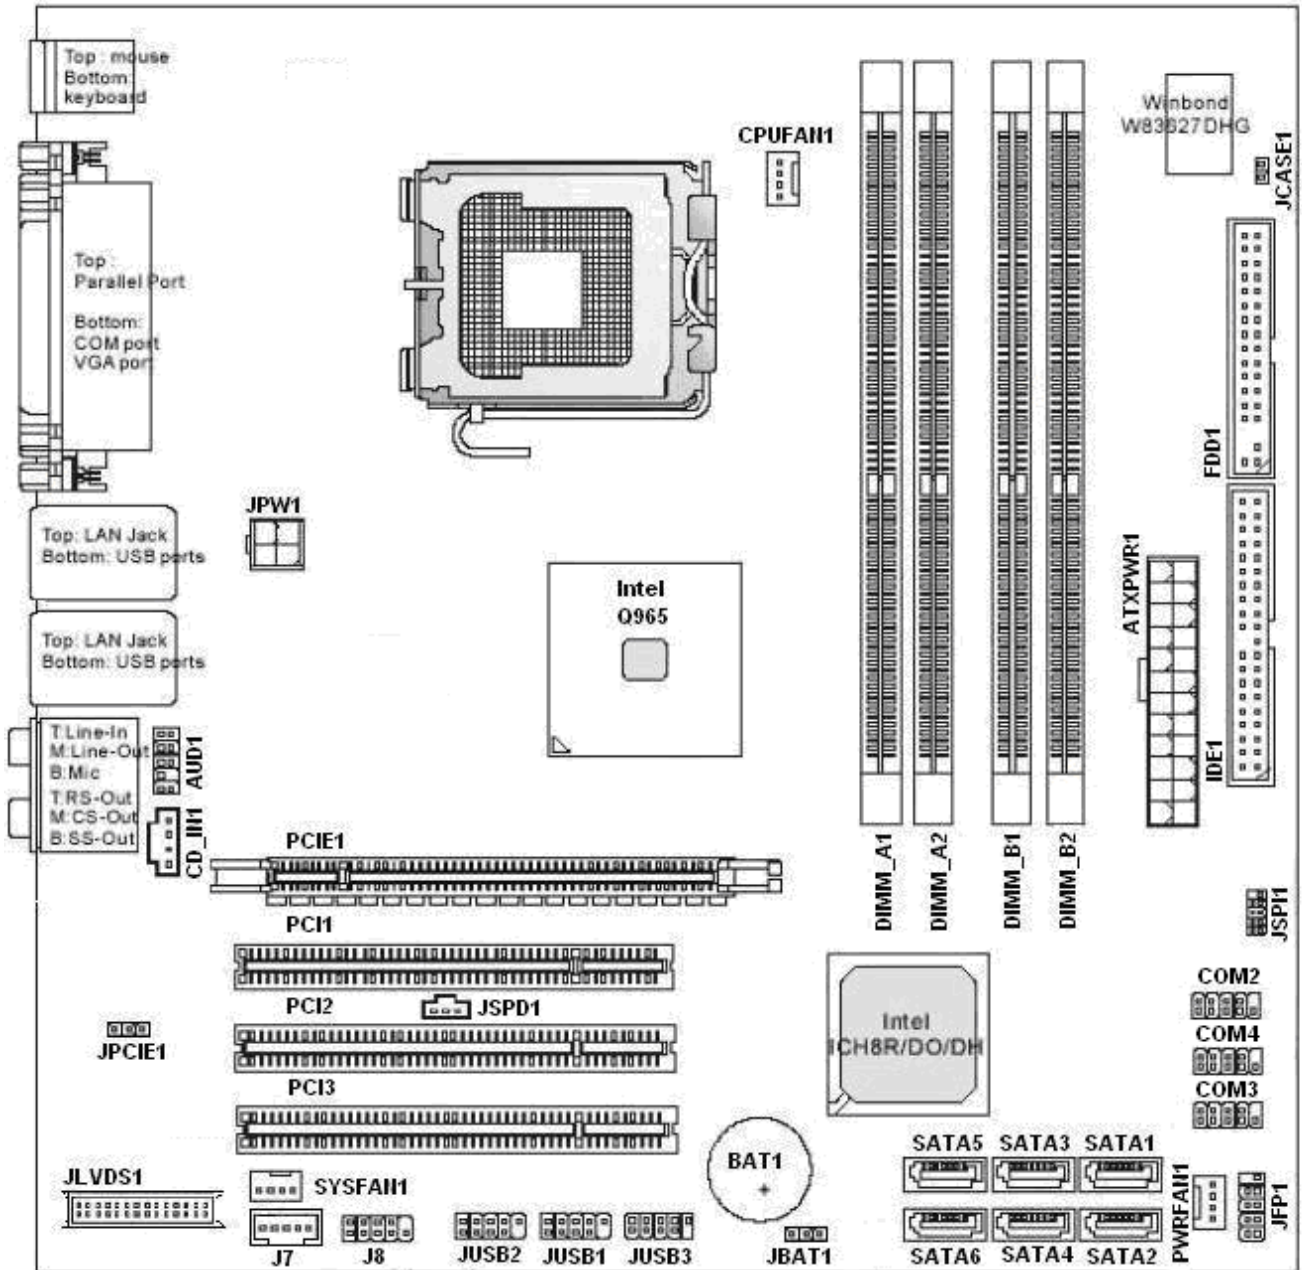 Top : mouse
Bottom:
keyboard
Winbond
W83627DHG
CPUFAN1
JCASE1
Top :
Parallel Port
Bottom:
COM port
VGA port
FDD1
JPW1
Top: LAN Jack
Bottom: USB ports
ATXPWR1
Intel
Q965
Top: LAN Jack
Bottom: USB ports
T:Line-In
M:Line-Out
B:Mic
T:RS-Out
M:CS-Out
B:SS-Out
AUD1
CD_IN1
IDE1
PCIE1
DIMM_A1
DIMM_A2
DIMM_B1
DIMM_B2
JSPI1
PCI1
COM2
PCI2
JSPD1
JPCIE1
Intel
ICH8R/DO/DH
COM4
PCI3
COM3
SATA5
SATA3
SATA1
BAT1
JLVDS1
SYSFAN1
PWRFAN1
JFP1
J7
J8
JUSB2
JUSB1
JUSB3
JBAT1
SATA6
SATA4
SATA2